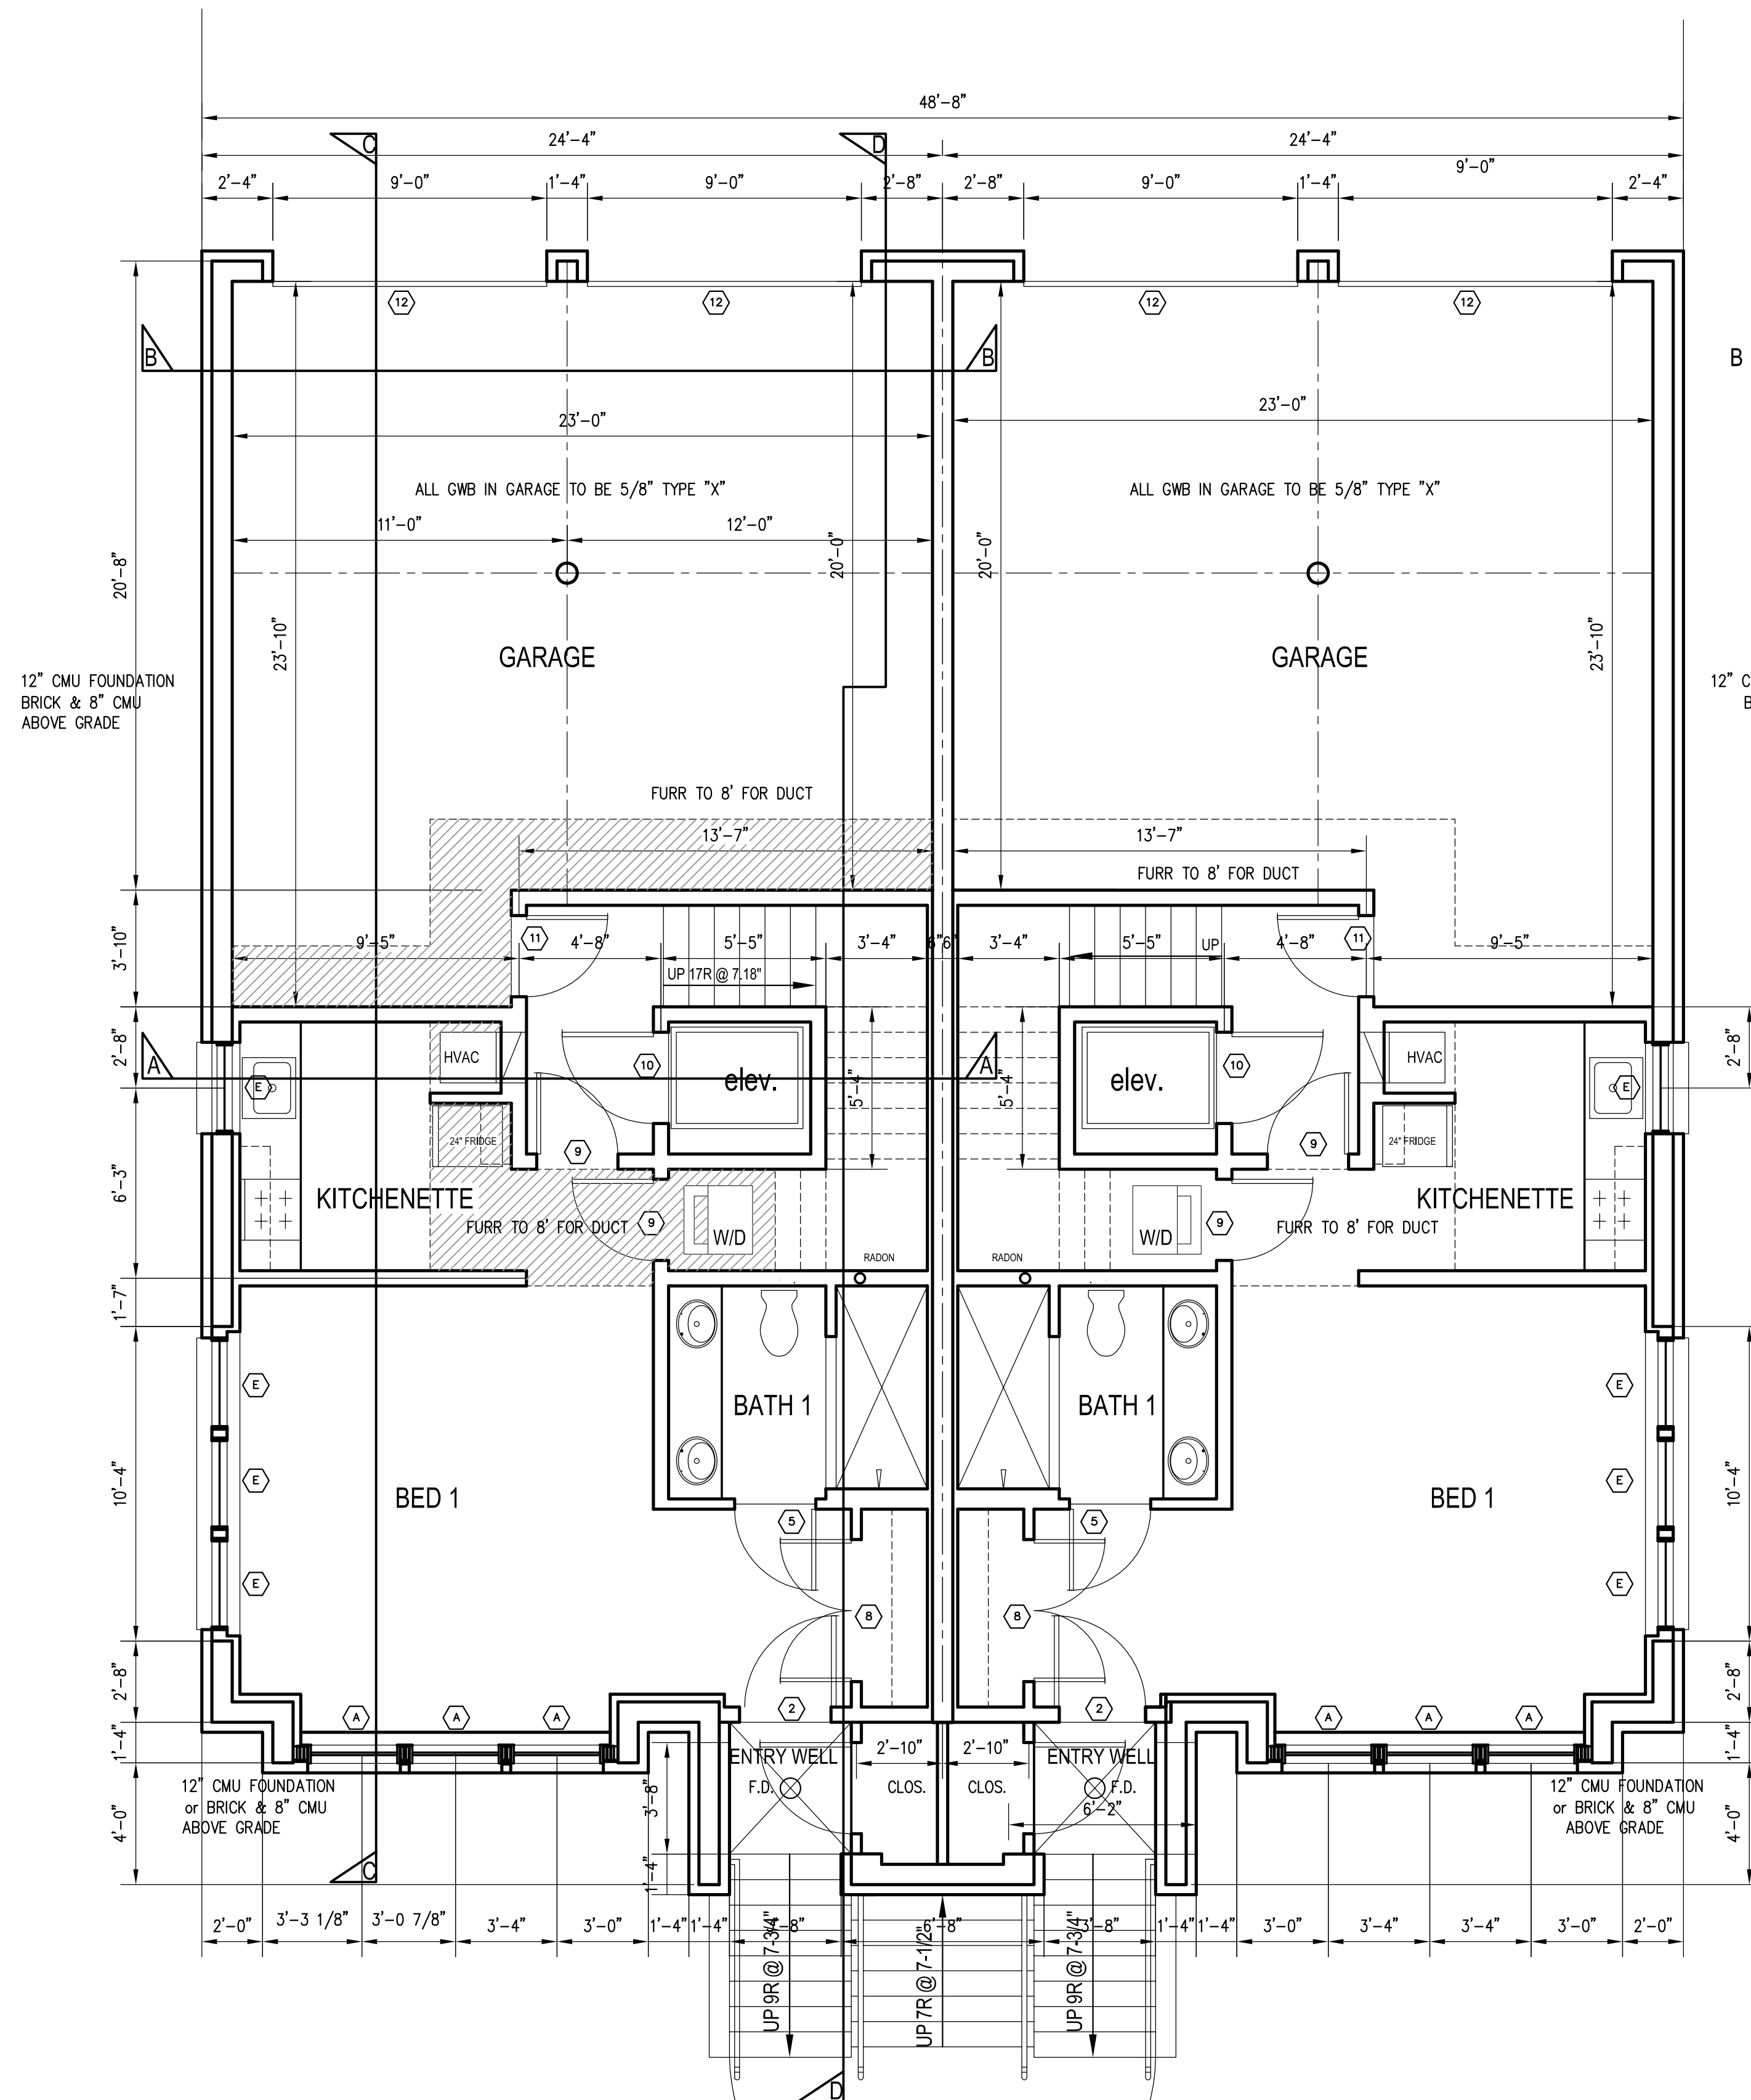 48'-8"
24'-4" 24'-4"
2'-4" 9'-0" 1'-4" 9'-0" 2'-8" 2'-8" 9'-0" 1'-4" 9'-0" 2'-4"
C D
12 12 12 12
B B B
23'-0" 23'-0"
ALL GWB IN GARAGE TO BE 5/8" TYPE "X" ALL GWB IN GARAGE TO BE 5/8" TYPE "X"
11'-0" 12'-0"
20'-8" 20'-0" 20'-0"
23'-10" 23'-10"
GARAGE GARAGE
12" CMU FOUNDATION
BRICK & 8" CMU
ABOVE GRADE
12" C
B
FURR TO 8' FOR DUCT
13'-7" 13'-7"
FURR TO 8' FOR DUCT
11 11
3'-10" 9'-5" 4'-8" 5'-5" 3'-4" 6" 6" 3'-4" 5'-5" UP 4'-8" 9'-5"
UP 17R @ 7.18"
2'-8" 2'-8"
A A
HVAC 10 elev. 5'-4" 5'-4" elev. 10 HVAC
E E
24" FRIDGE 9 9 24" FRIDGE
6'-3"
KITCHENETTE KITCHENETTE
FURR TO 8' FOR DUCT 9 W/D W/D 9 FURR TO 8' FOR DUCT
RADON RADON
1'-7"
E E
BATH 1 BATH 1
10'-4" E E 10'-4"
BED 1 BED 1
5 5
E E
8 8
2'-8" 2'-8"
A A A 2 2 A A A
1'-4" 1'-4"
ENTRY WELL 2'-10" 2'-10" ENTRY WELL
F.D. CLOS. CLOS. F.D.
3'-8" 6'-2"
12" CMU FOUNDATION
or BRICK & 8" CMU
ABOVE GRADE
12" CMU FOUNDATION
or BRICK & 8" CMU
ABOVE GRADE
4'-0" 4'-0"
C 1'-4"
2'-0" 3'-3 1/8" 3'-0 7/8" 3'-4" 3'-0" 1'-4" 1'-4" 6'-8" 3'-8" 1'-4" 1'-4" 3'-0" 3'-4" 3'-4" 3'-0" 2'-0"
UP 9R @ 7-3/4" UP 7R @ 7-1/2" UP 9R @ 7-3/4"
D